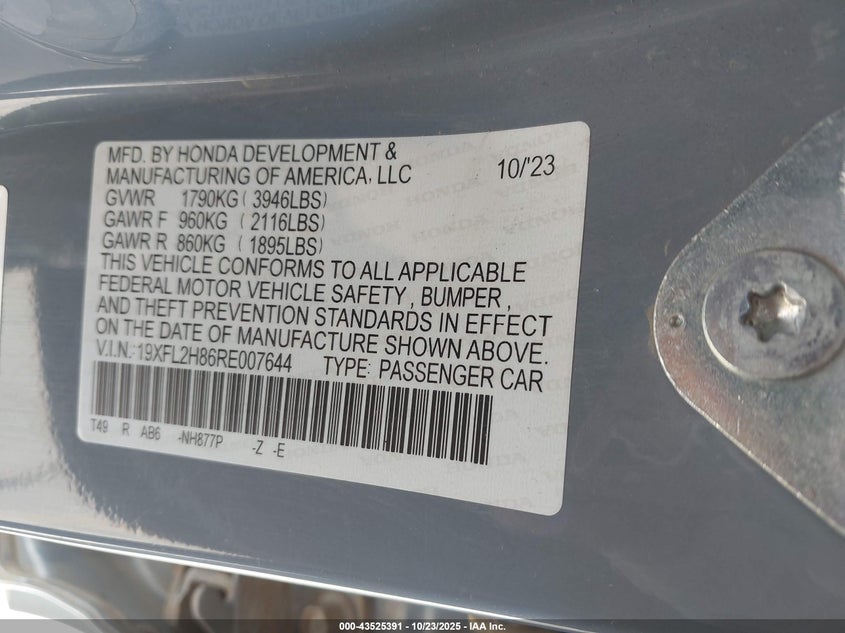 MFD. BY HONDA DEVELOPMENT &
MANUFACTURING OF AMERICA, LLC 10/'23
GVWR 1790KG ( 3946LBS)
GAWR F 960KG ( 2116LBS)
GAWR R 860KG ( 1895LBS)
THIS VEHICLE CONFORMS TO ALL APPLICABLE
FEDERAL MOTOR VEHICLE SAFETY , BUMPER ,
AND THEFT PREVENTION STANDARDS IN EFFECT
ON THE DATE OF MANUFACTURE SHOWN ABOVE.
V.I.N.:19XFL2H86RE007644 TYPE: PASSENGER CAR
T49 R AB6 -NH877P -Z -E
000-43525391 - 10/23/2025 - IAA Inc.